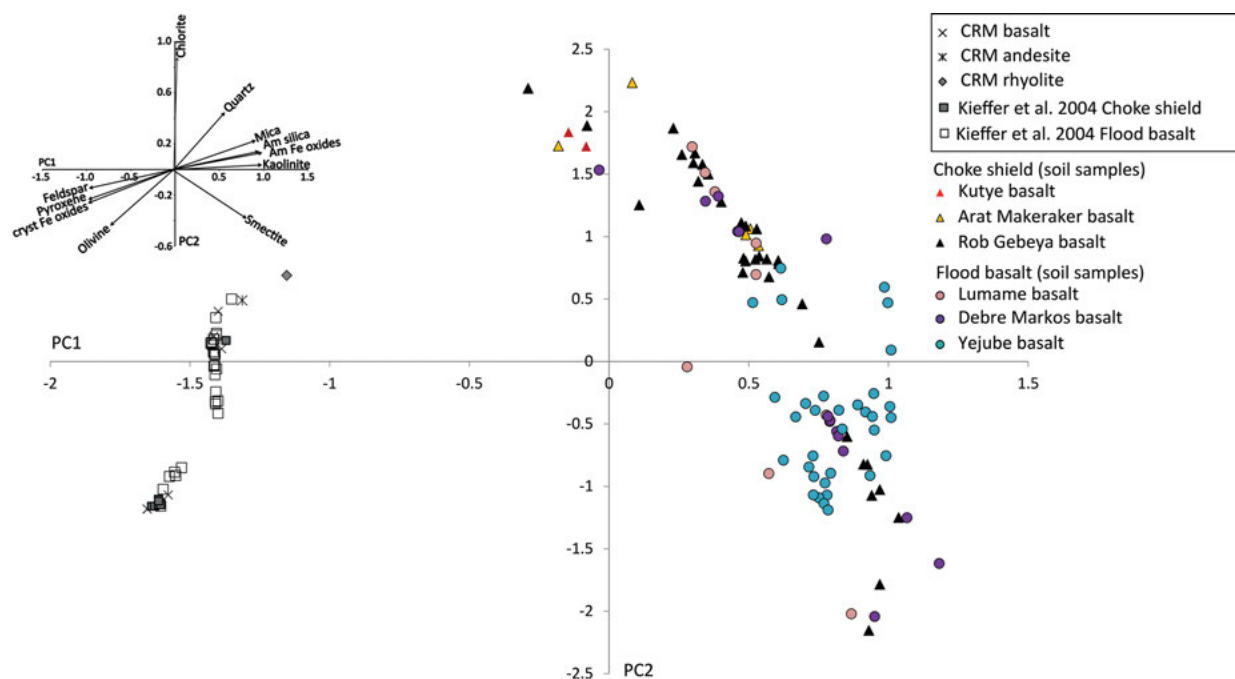 1.0
Chlorite
0.6
Quartz
0.2
Mica
Am silica
Am Fe oxides
Kaolinite
PC1
-1.5
-1.0
-0.5
0
0.5
1.0
1.5
Feldspar
-0.2
Pyroxene
cryst Fe oxides
Olivine
Smectite
-0.6
PC2
2.5
2
1.5
1
0.5
0
-0.5
-1
-1.5
-2
-2.5
PC1
-2
-1.5
-1
-0.5
0.5
1
1.5
PC2
CRM basalt
CRM andesite
CRM rhyolite
Kieffer et al. 2004 Choke shield
Kieffer et al. 2004 Flood basalt
Choke shield (soil samples)
Kutye basalt
Arat Makeraker basalt
Rob Gebeya basalt
Flood basalt (soil samples)
Lumame basalt
Debre Markos basalt
Yejube basalt